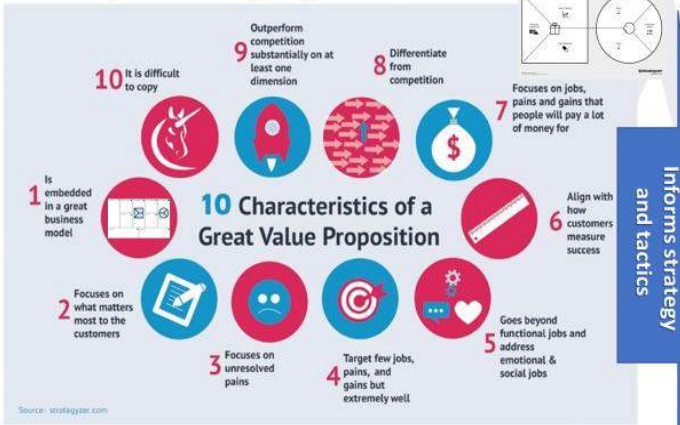 10 Characteristics of a
Great Value Proposition
1
Is
embedded
in a great
business
model
2
Focuses on
what matters
most to the
customers
3
Focuses on
unresolved
pains
4
Target few jobs,
pains, and
gains but
extremely well
5
Goes beyond
functional jobs and
address
emotional &
social jobs
6
Align with
how
customers
measure
success
7
Focuses on jobs,
pains and gains that
people will pay a lot
of money for
$
8
Differentiate
from
competition
9
Outperform
competition
substantially on at
least one
dimension
10
It is difficult
to copy
Informs strategy
and tactics
Source: strategyzer.com